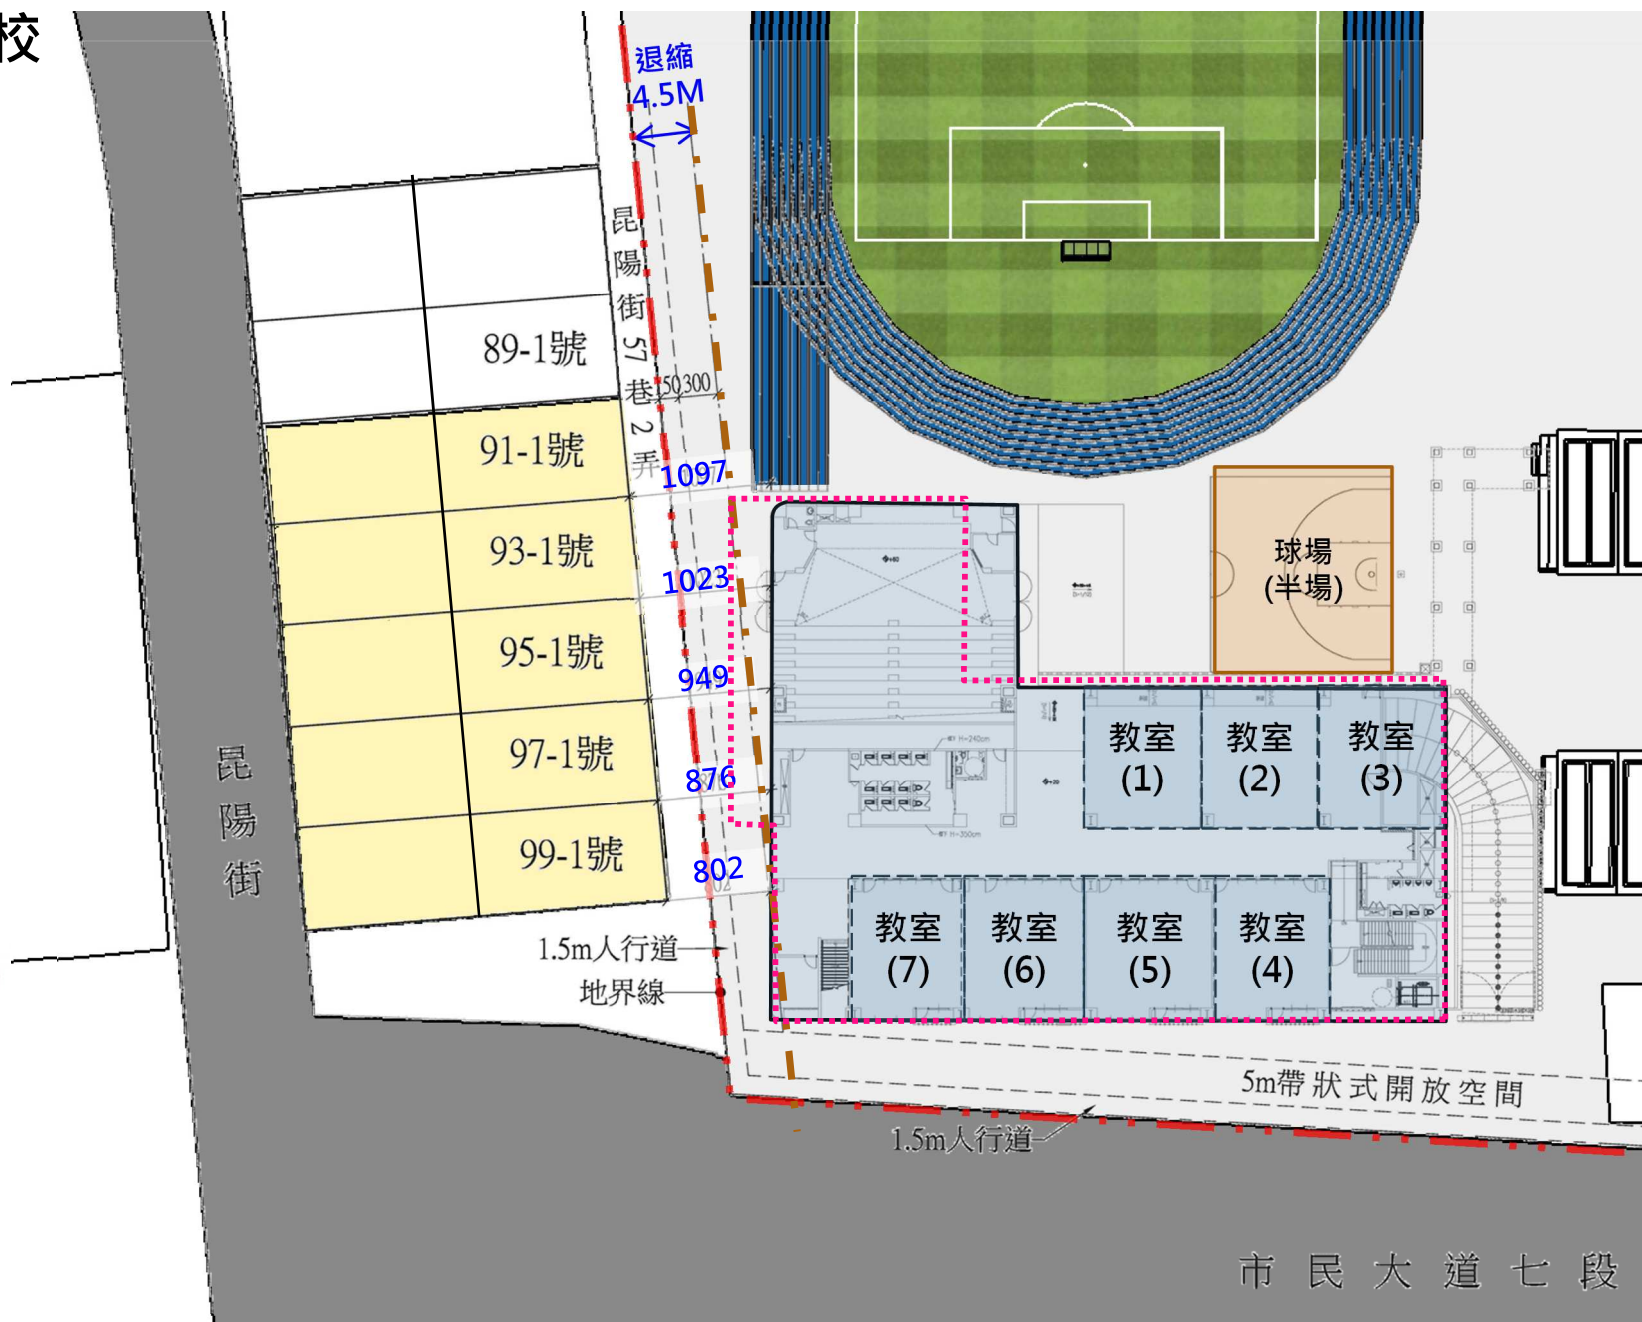 校
退縮
4.5M
昆陽街57巷2弄
89-1號
50 300
91-1號
1097
93-1號
1023
球場
(半場)
95-1號
949
97-1號
876
H=240cm
H=350cm
教室
(1)
教室
(2)
教室
(3)
99-1號
802
昆陽街
教室
(7)
教室
(6)
教室
(5)
教室
(4)
1.5m人行道
地界線
5m帶狀式開放空間
1.5m人行道
市民大道七段